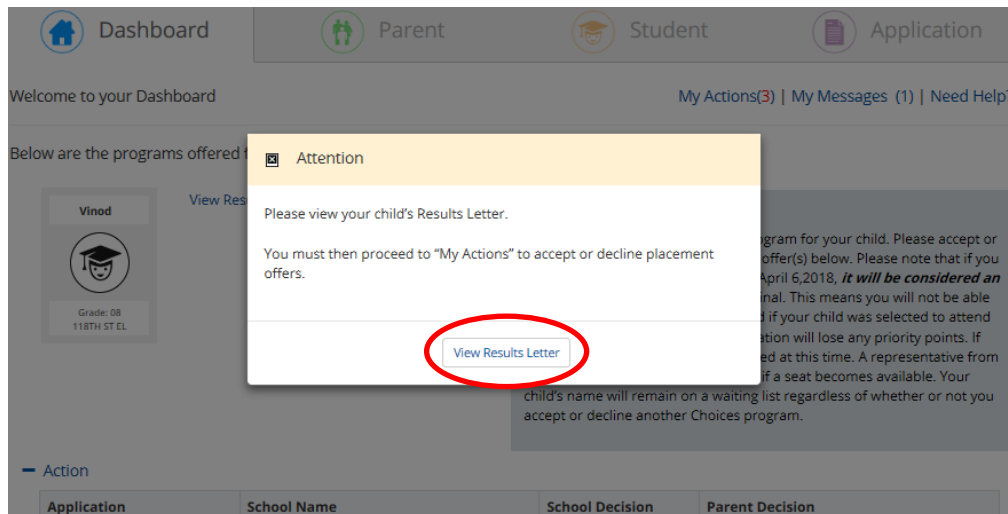 Dashboard
Parent
Student
Application
Welcome to your Dashboard
My Actions(3) | My Messages (1) | Need Help?
Below are the programs offered
Attention
Please view your child's Results Letter.
You must then proceed to "My Actions" to accept or decline placement
offers.
View Results Letter
Vinod
Grade: 08
118TH ST EL
View Res
program for your child. Please accept or
offer(s) below. Please note that if you
April 6,2018, it will be considered an
inal. This means you will not be able
if your child was selected to attend
ation will lose any priority points. If
ed at this time. A representative from
if a seat becomes available. Your
child's name will remain on a waiting list regardless of whether or not you
accept or decline another Choices program.
Action
Application
School Name
School Decision
Parent Decision